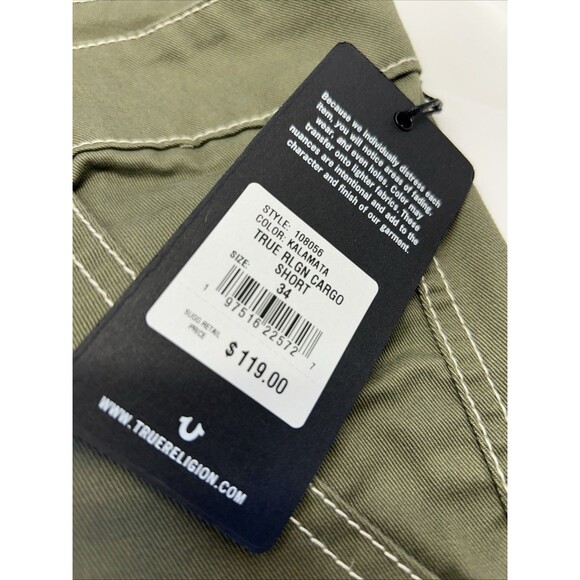 Because we individually distress each
item, you will notice areas of fading,
wear, and even holes. Color may
transfer onto lighter fabrics. These
nuances are intentional and add to the
character and finish of our garment.
STYLE: 108056
COLOR: KALAMATA
TRUE RLGN CARGO
SHORT
SIZE: 34
1 97516 22572 7
SUGG RETAIL
PRICE
$119.00
WWW.TRUERELIGION.COM